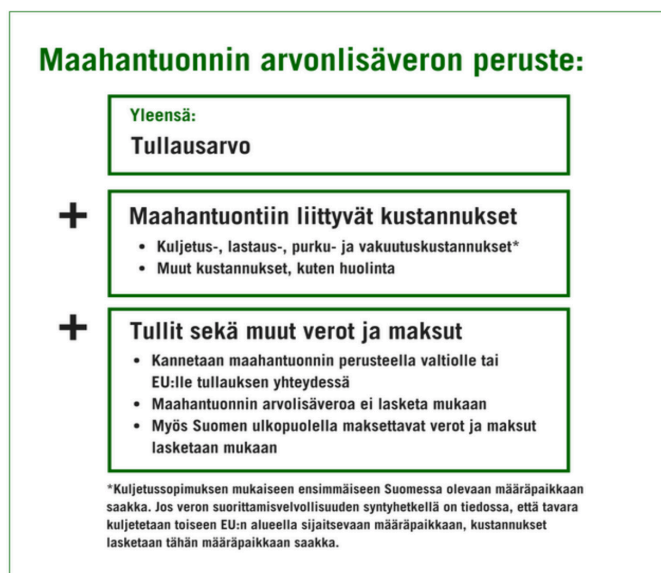 Maahantuonnin arvonlisäveron peruste:
Yleensä:
Tullausarvo
+ Maahantuontiin liittyvät kustannukset
• Kuljetus-, lastaus-, purku- ja vakuutuskustannukset*
• Muut kustannukset, kuten huolinta
+ Tullit sekä muut verot ja maksut
• Kannetaan maahantuonnin perusteella valtiolle tai
EU:lle tullauksen yhteydessä
• Maahantuonnin arvolisäveroa ei lasketa mukaan
• Myös Suomen ulkopuolella maksettavat verot ja maksut
lasketaan mukaan
*Kuljetussopimuksen mukaiseen ensimmäiseen Suomessa olevaan määräpaikkaan
saakka. Jos veron suorittamisvelvollisuuden syntyhetkellä on tiedossa, että tavara
kuljetetaan toiseen EU:n alueella sijaitsevaan määräpaikkaan, kustannukset
lasketaan tähän määräpaikkaan saakka.